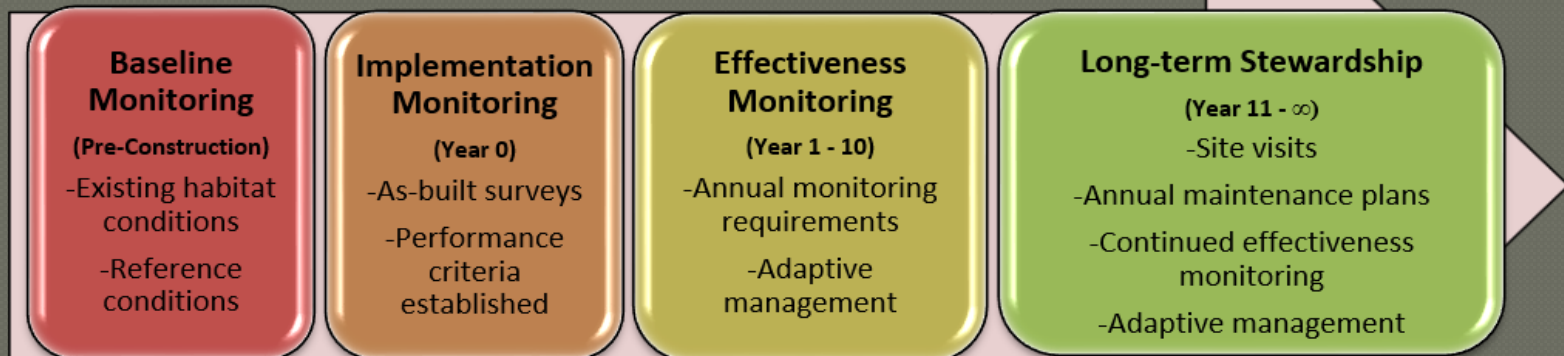 Baseline
Monitoring
(Pre-Construction)
-Existing habitat
conditions
-Reference
conditions
Implementation
Monitoring
(Year 0)
-As-built surveys
-Performance
criteria
established
Effectiveness
Monitoring
(Year 1 - 10)
-Annual monitoring
requirements
-Adaptive
management
Long-term Stewardship
(Year 11 - ∞)
-Site visits
-Annual maintenance plans
-Continued effectiveness
monitoring
-Adaptive management